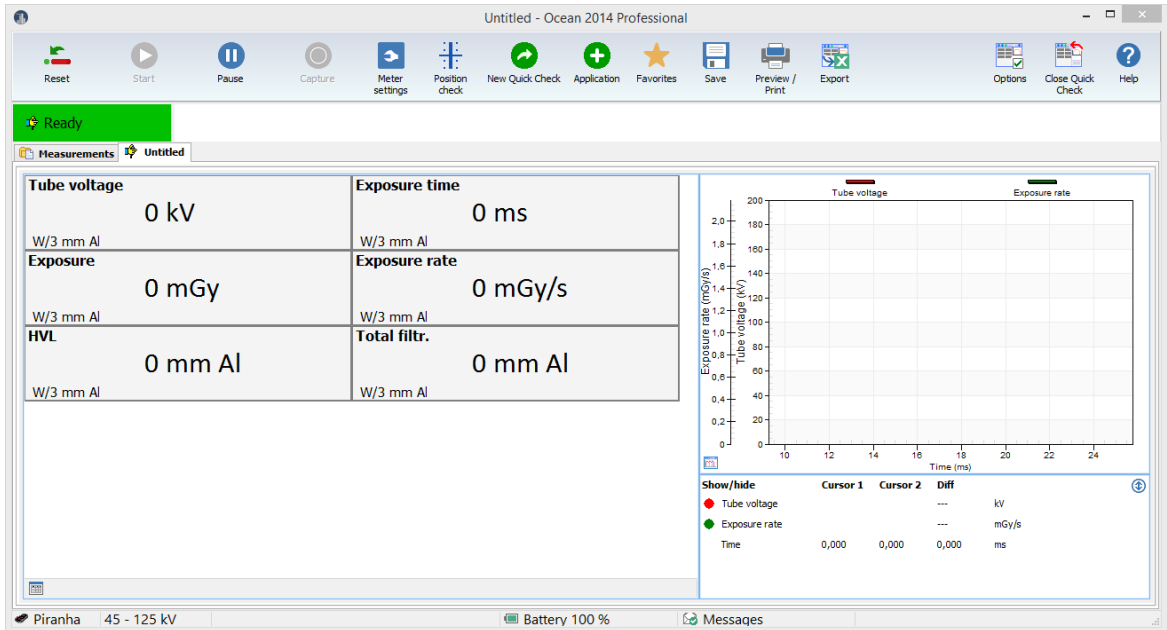 Untitled - Ocean 2014 Professional
Reset Start Pause Capture Meter settings Position check New Quick Check Application Favorites Save Preview / Print Export Options Close Quick Check Help
Ready
Measurements Untitled
Tube voltage
0 kV
W/3 mm Al
Exposure time
0 ms
W/3 mm Al
Exposure
0 mGy
W/3 mm Al
Exposure rate
0 mGy/s
W/3 mm Al
HVL
0 mm Al
W/3 mm Al
Total filtr.
0 mm Al
W/3 mm Al
Tube voltage Exposure rate
Exposure rate (mGy/s)
2,0
1,8
1,6
1,4
1,2
1,0
0,8
0,6
0,4
0,2
0
Tube voltage (kV)
200
180
160
140
120
100
80
60
40
20
0
10 12 14 16 18 20 22 24
Time (ms)
Show/hide Cursor 1 Cursor 2 Diff
Tube voltage --- kV
Exposure rate --- mGy/s
Time 0,000 0,000 0,000 ms
Piranha 45 - 125 kV Battery 100 % Messages